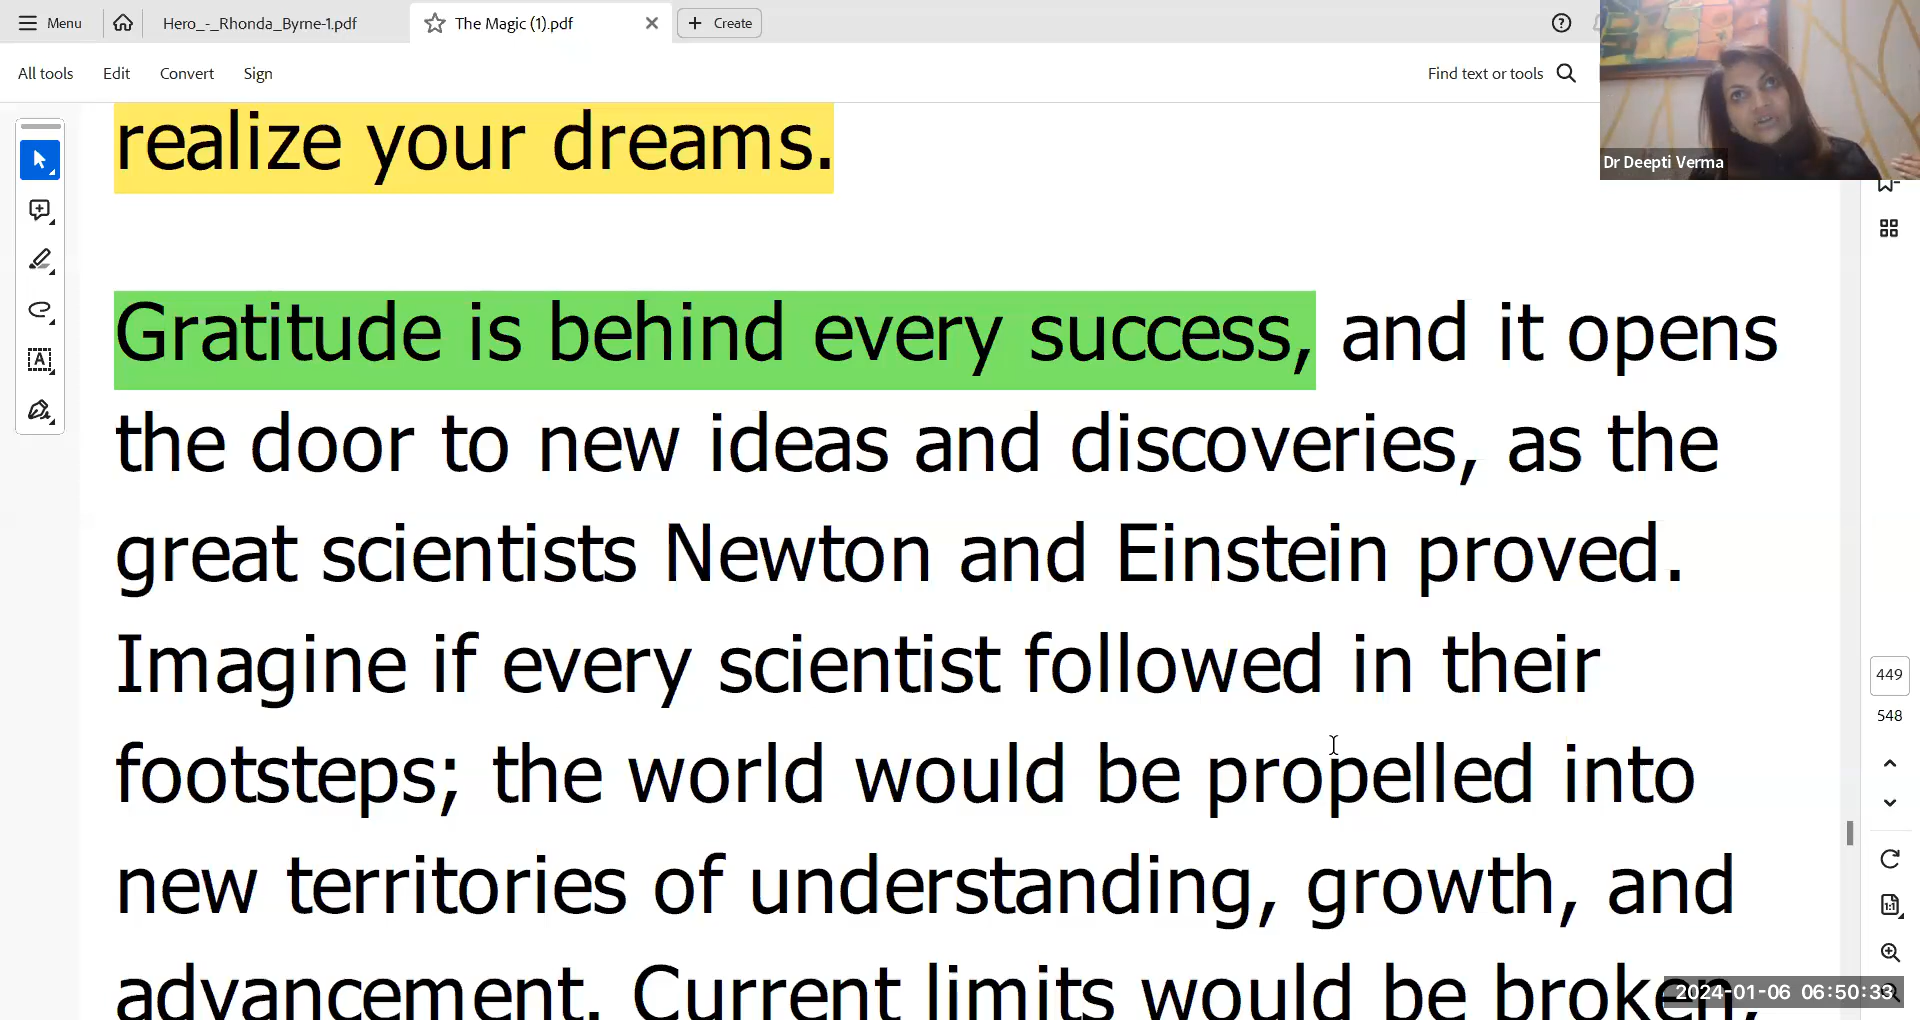 Menu
Hero_-_Rhonda_Byrne-1.pdf
The Magic (1).pdf
Create
All tools
Edit
Convert
Sign
Find text or tools
Dr Deepti Verma
realize your dreams.
Gratitude is behind every success, and it opens
the door to new ideas and discoveries, as the
great scientists Newton and Einstein proved.
Imagine if every scientist followed in their
footsteps; the world would be propelled into
new territories of understanding, growth, and
advancement. Current limits would be broken,
449
548
2024-01-06 06:50:33